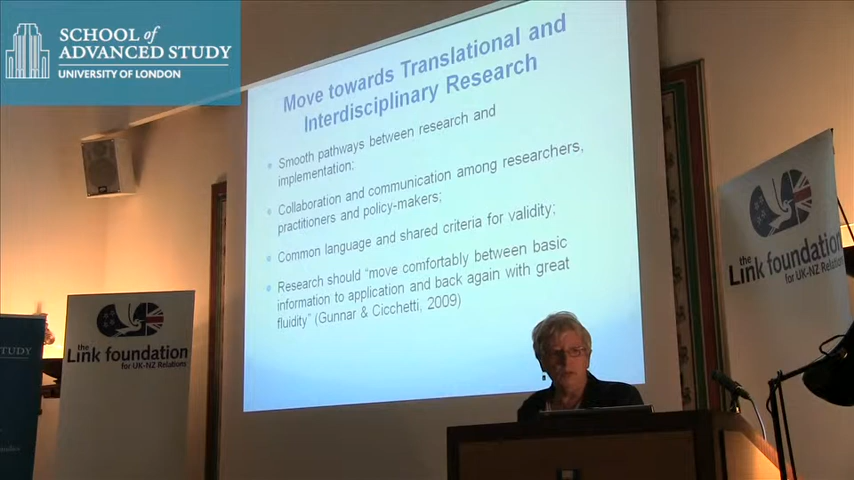 SCHOOL of
ADVANCED STUDY
UNIVERSITY OF LONDON
Move towards Translational and
Interdisciplinary Research
Smooth pathways between research and
implementation;
Collaboration and communication among researchers,
practitioners and policy-makers;
Common language and shared criteria for validity;
Research should "move comfortably between basic
information to application and back again with great
fluidity" (Gunnar & Cicchetti, 2009)
the
Link foundation
for UK-NZ Relations
the
Link foundation
for UK-NZ Relations
STUDY